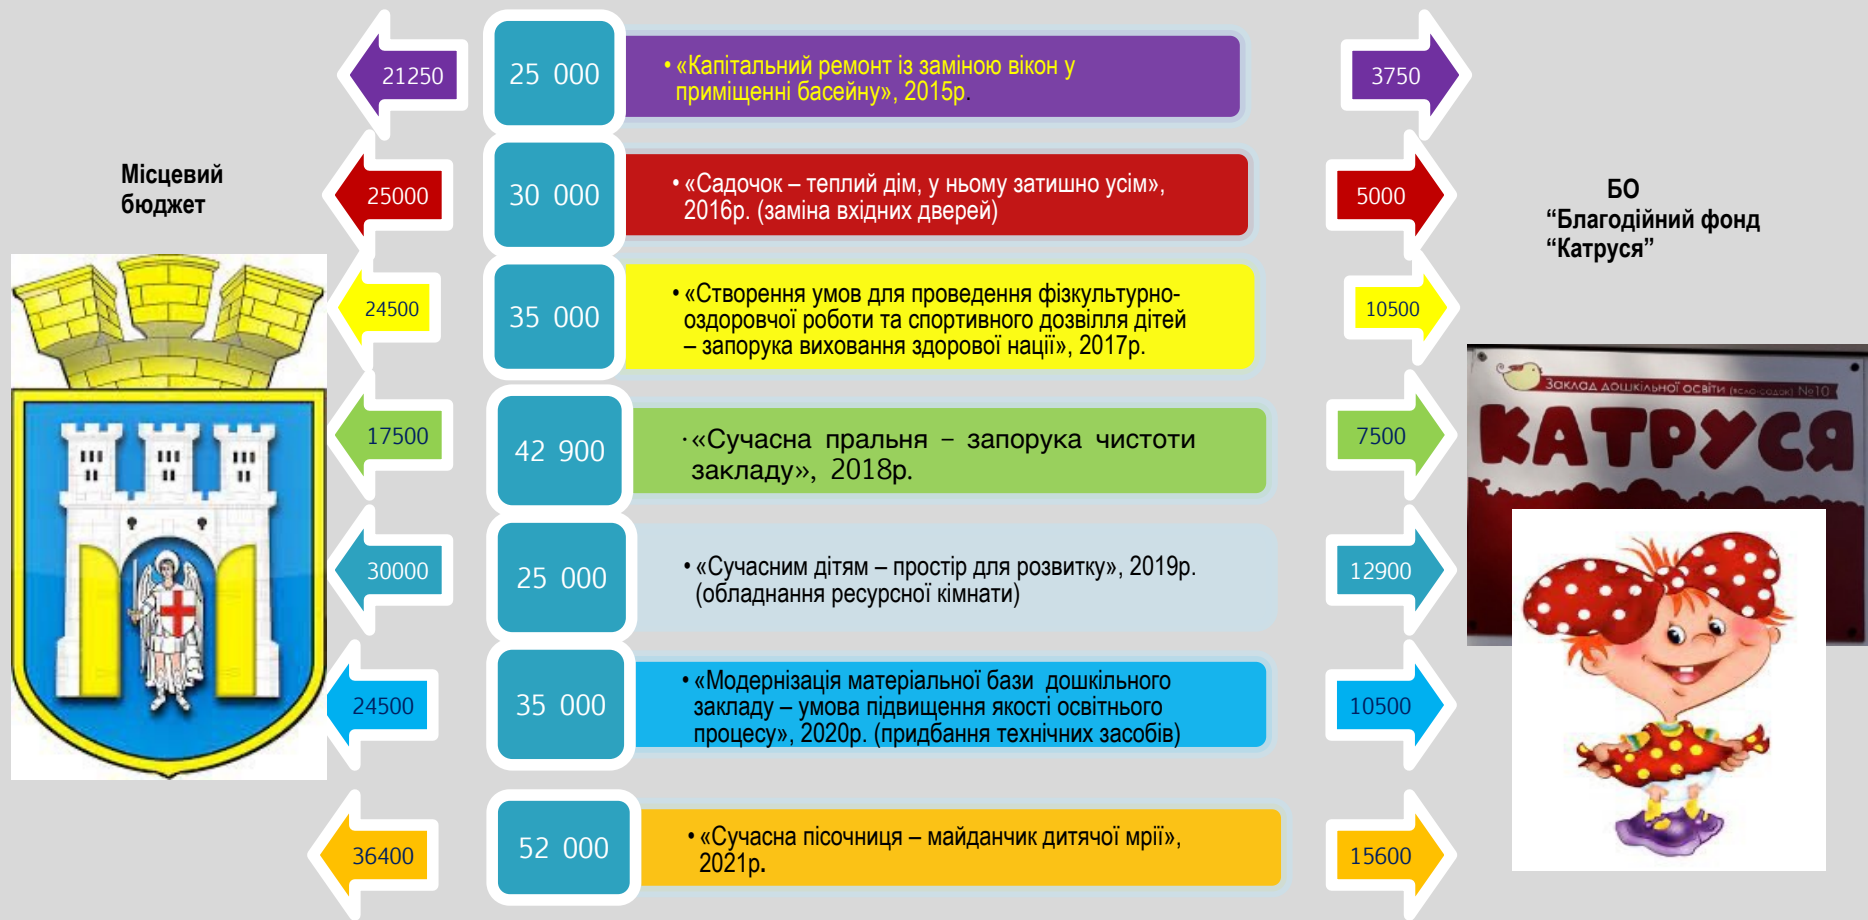 21250
25 000
• «Капітальний ремонт із заміною вікон у
приміщенні басейну», 2015р.
3750
Місцевий
бюджет
25000
30 000
• «Садочок – теплий дім, у ньому затишно усім»,
2016р. (заміна вхідних дверей)
5000
БО
“Благодійний фонд
“Катруся”
24500
35 000
• «Створення умов для проведення фізкультурно-
оздоровчої роботи та спортивного дозвілля дітей
– запорука виховання здорової нації», 2017р.
10500
17500
42 900
·«Сучасна пральня – запорука чистоти
закладу», 2018р.
7500
Заклад дошкільної освіти (ясла-садок) №10
КАТРУСЯ
30000
25 000
• «Сучасним дітям – простір для розвитку», 2019р.
(обладнання ресурсної кімнати)
12900
24500
35 000
• «Модернізація матеріальної бази дошкільного
закладу – умова підвищення якості освітнього
процесу», 2020р. (придбання технічних засобів)
10500
36400
52 000
• «Сучасна пісочниця – майданчик дитячої мрії»,
2021р.
15600